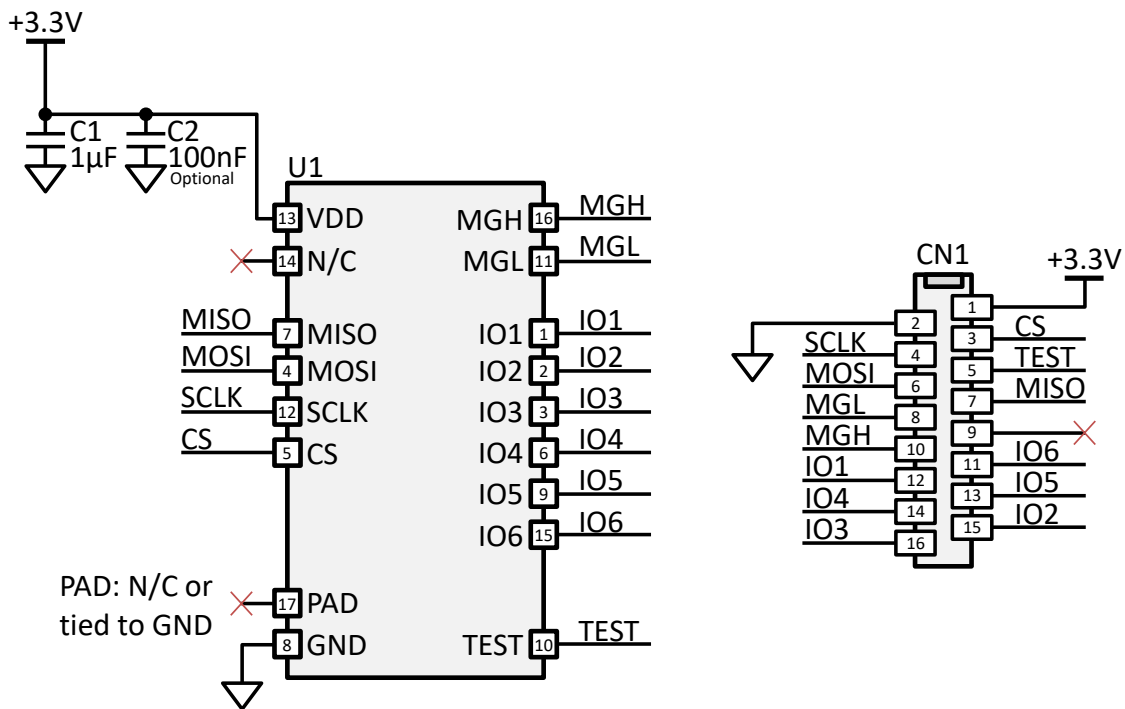 +3.3V
C1
1µF
C2
100nF
Optional
U1
13 VDD
14 N/C
MISO 7 MISO
MOSI 4 MOSI
SCLK 12 SCLK
CS 5 CS
PAD: N/C or
tied to GND
17 PAD
8 GND
MGH 16 MGH
MGL 11 MGL
IO1 1 IO1
IO2 2 IO2
IO3 3 IO3
IO4 6 IO4
IO5 9 IO5
IO6 15 IO6
TEST 10 TEST
CN1
+3.3V
1
2
3 CS
SCLK 4
5 TEST
MOSI 6
7 MISO
MGL 8
9
MGH 10
11 IO6
IO1 12
13 IO5
IO4 14
15 IO2
IO3 16